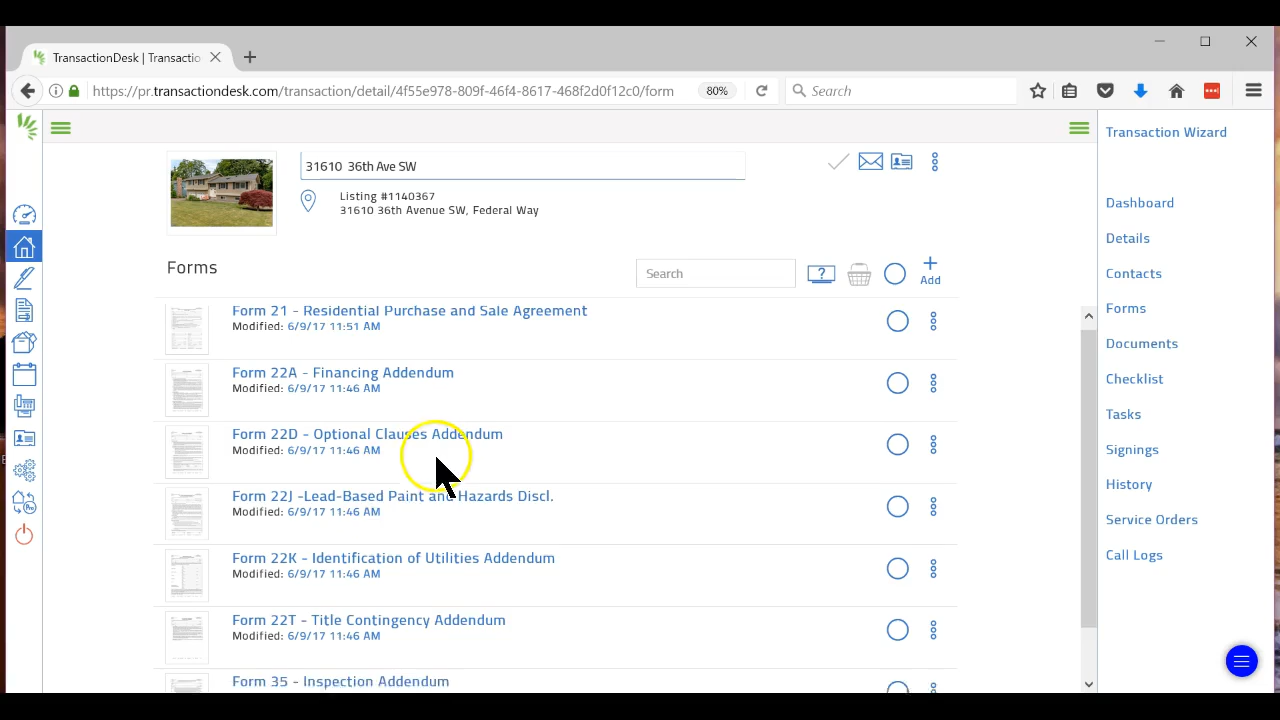 TransactionDesk | Transactio
https://pr.transactiondesk.com/transaction/detail/4f55e978-809f-46f4-8617-468f2d0f12c0/form
80%
Search
Transaction Wizard
31610 36th Ave SW
Listing #1140367
31610 36th Avenue SW, Federal Way
Forms
Search
?
Add
Form 21 - Residential Purchase and Sale Agreement
Modified: 6/9/17 11:46 AM
Form 22A - Financing Addendum
Modified: 6/9/17 11:46 AM
Form 22D - Optional Clauses Addendum
Modified: 6/9/17 11:46 AM
Form 22J -Lead-Based Paint and Hazards Discl.
Modified: 6/9/17 11:46 AM
Form 22K - Identification of Utilities Addendum
Modified: 6/9/17 11:46 AM
Form 22T - Title Contingency Addendum
Modified: 6/9/17 11:46 AM
Form 35 - Inspection Addendum
Dashboard
Details
Contacts
Forms
Documents
Checklist
Tasks
Signings
History
Service Orders
Call Logs